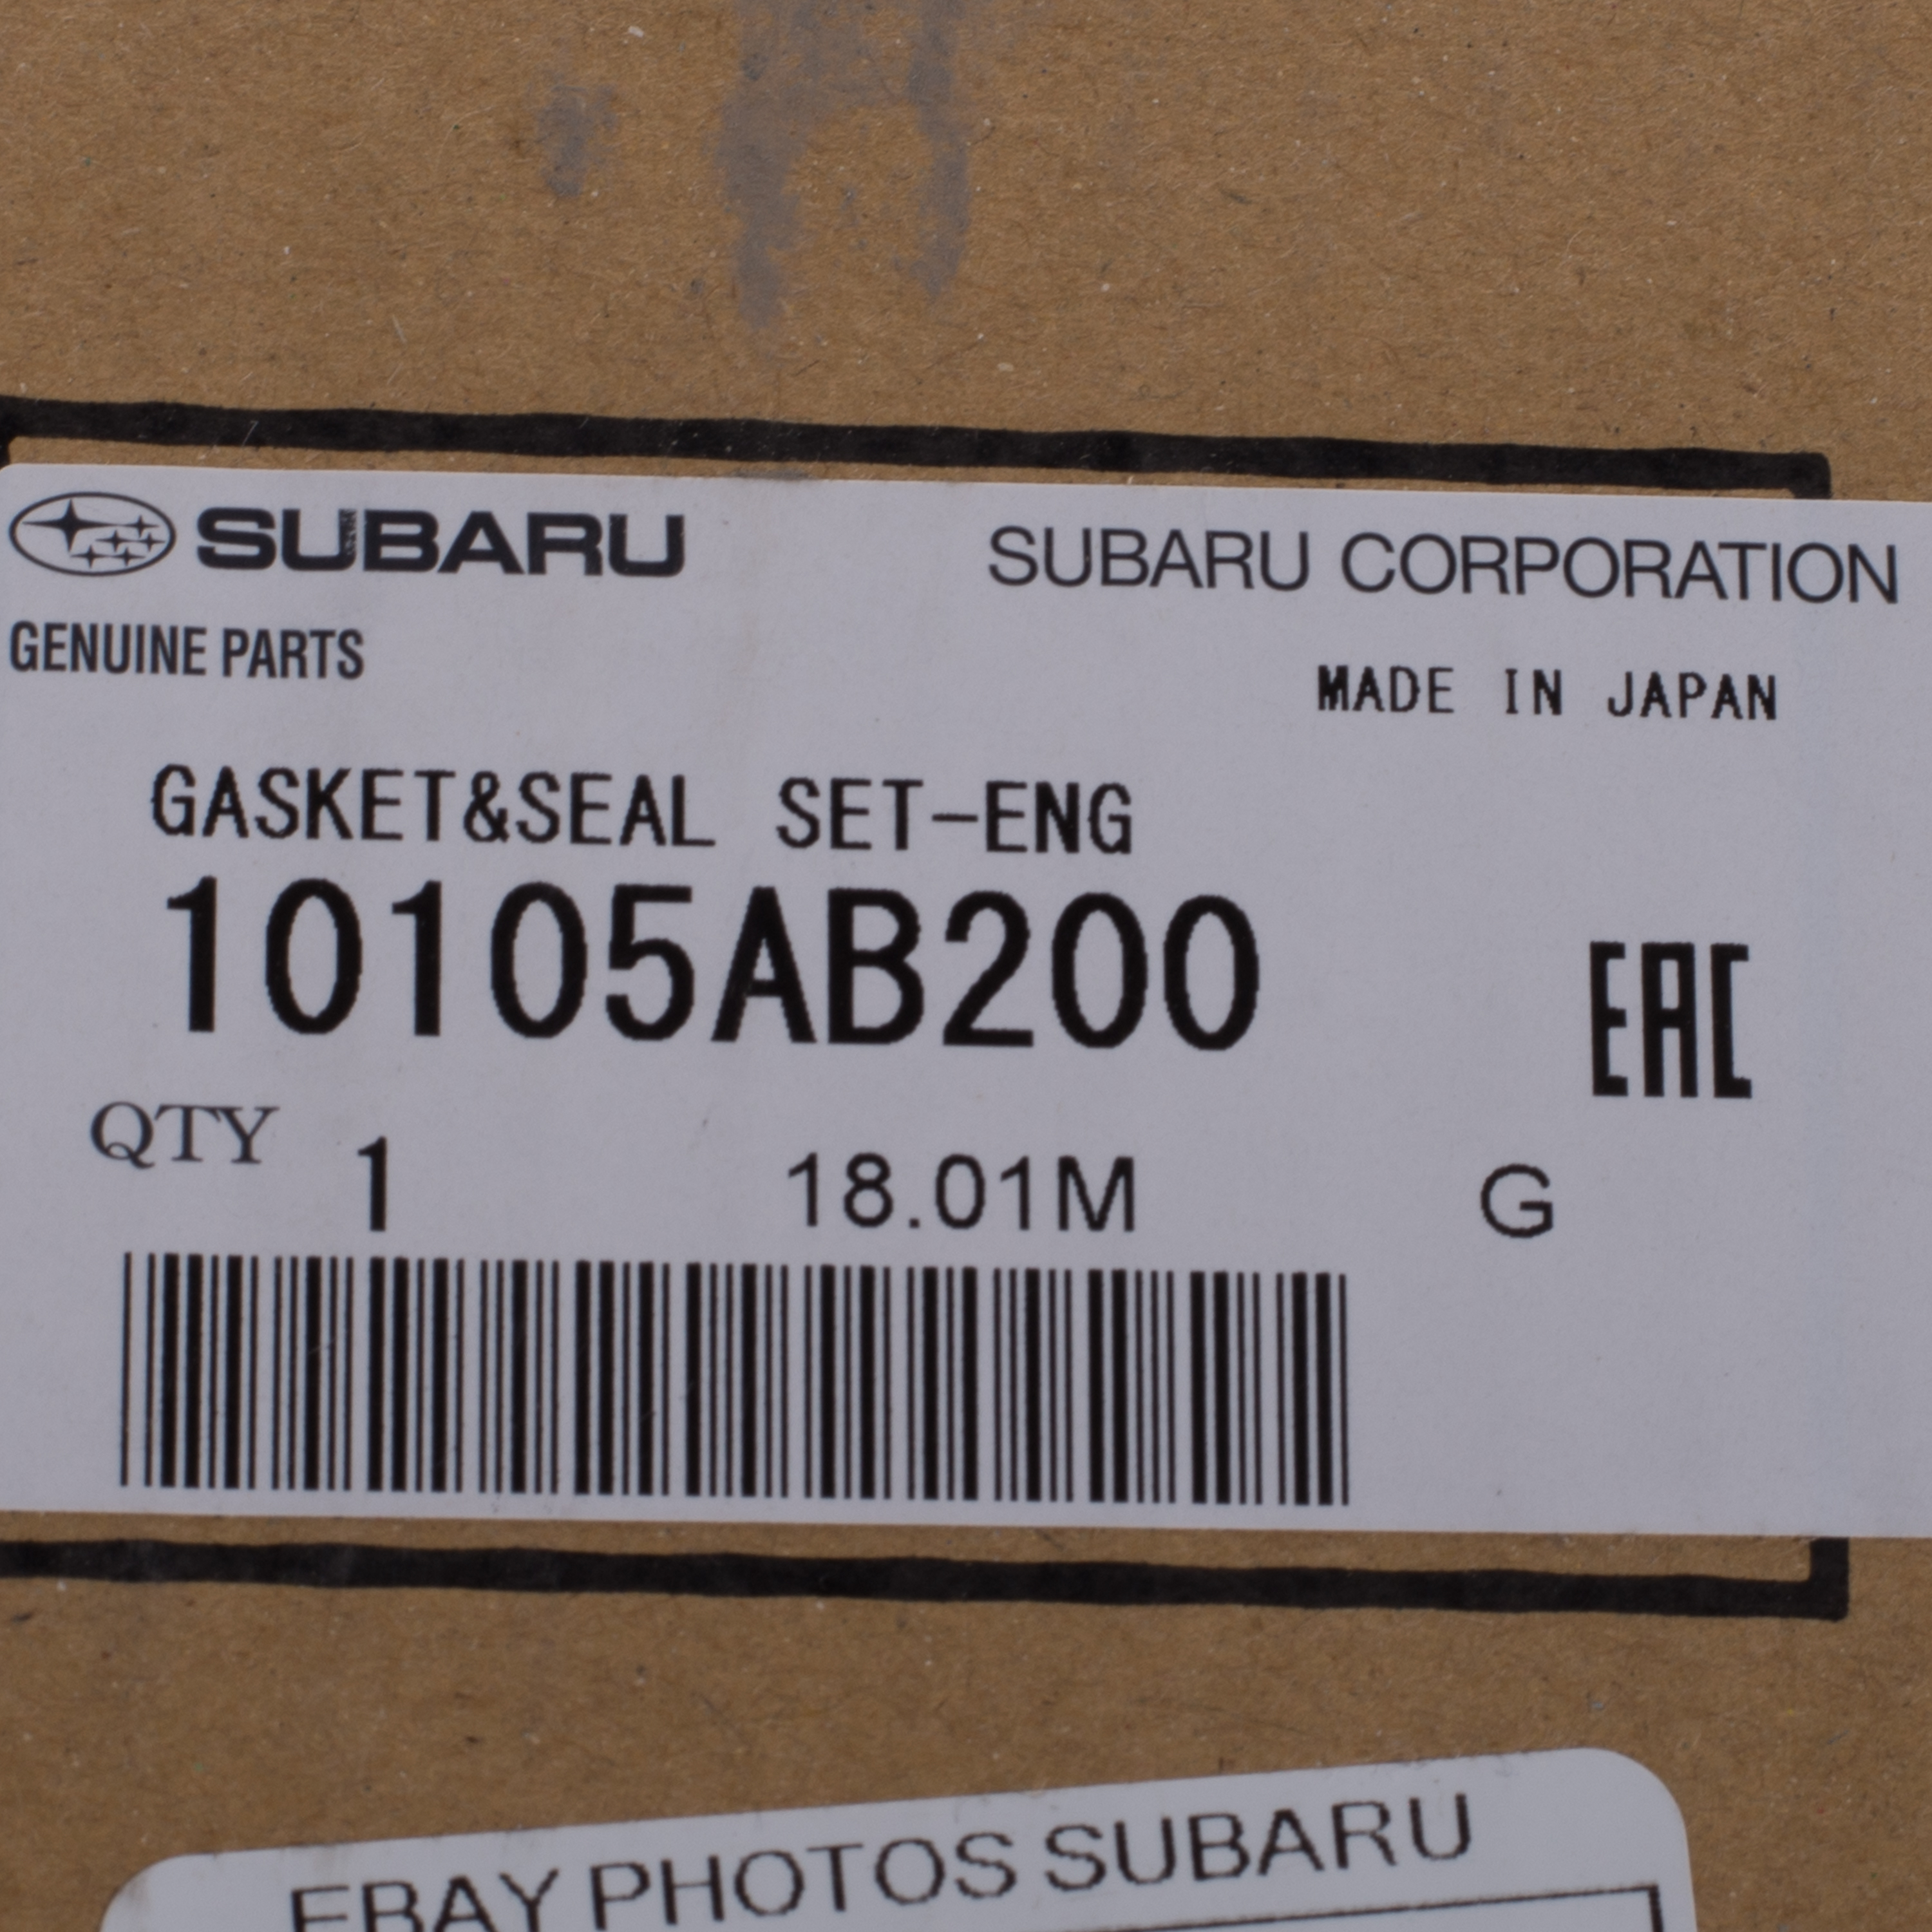 SUBARU
SUBARU CORPORATION
GENUINE PARTS
MADE IN JAPAN
GASKET&SEAL SET-ENG
10105AB200
EAC
QTY 1 18.01M G
EBAY PHOTOS SUBARU